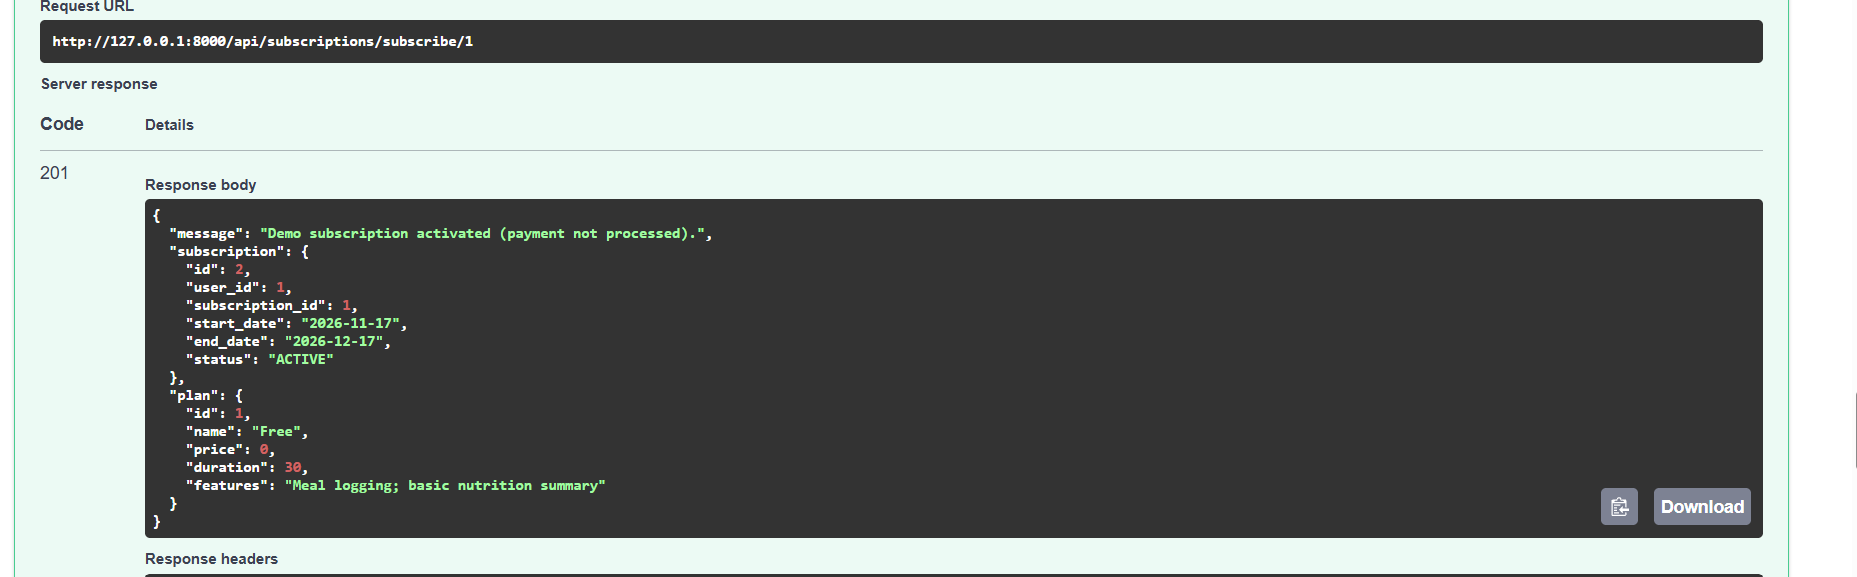 Request URL
http://127.0.0.1:8000/api/subscriptions/subscribe/1
Server response
Code Details
201
Response body
{
  "message": "Demo subscription activated (payment not processed).",
  "subscription": {
    "id": 2,
    "user_id": 1,
    "subscription_id": 1,
    "start_date": "2026-11-17",
    "end_date": "2026-12-17",
    "status": "ACTIVE"
  },
  "plan": {
    "id": 1,
    "name": "Free",
    "price": 0,
    "duration": 30,
    "features": "Meal logging; basic nutrition summary"
  }
}
Download
Response headers